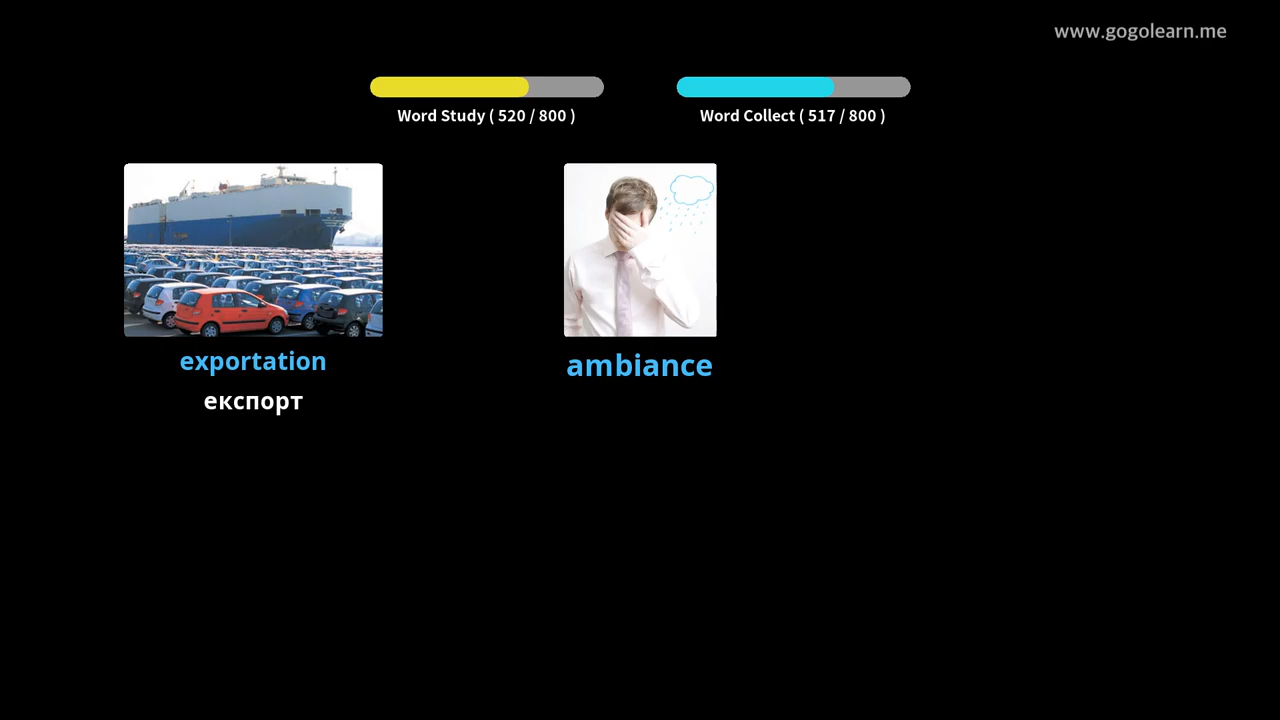 www.gogolearn.me
Word Study ( 520 / 800 )
Word Collect ( 517 / 800 )
exportation
експорт
ambiance